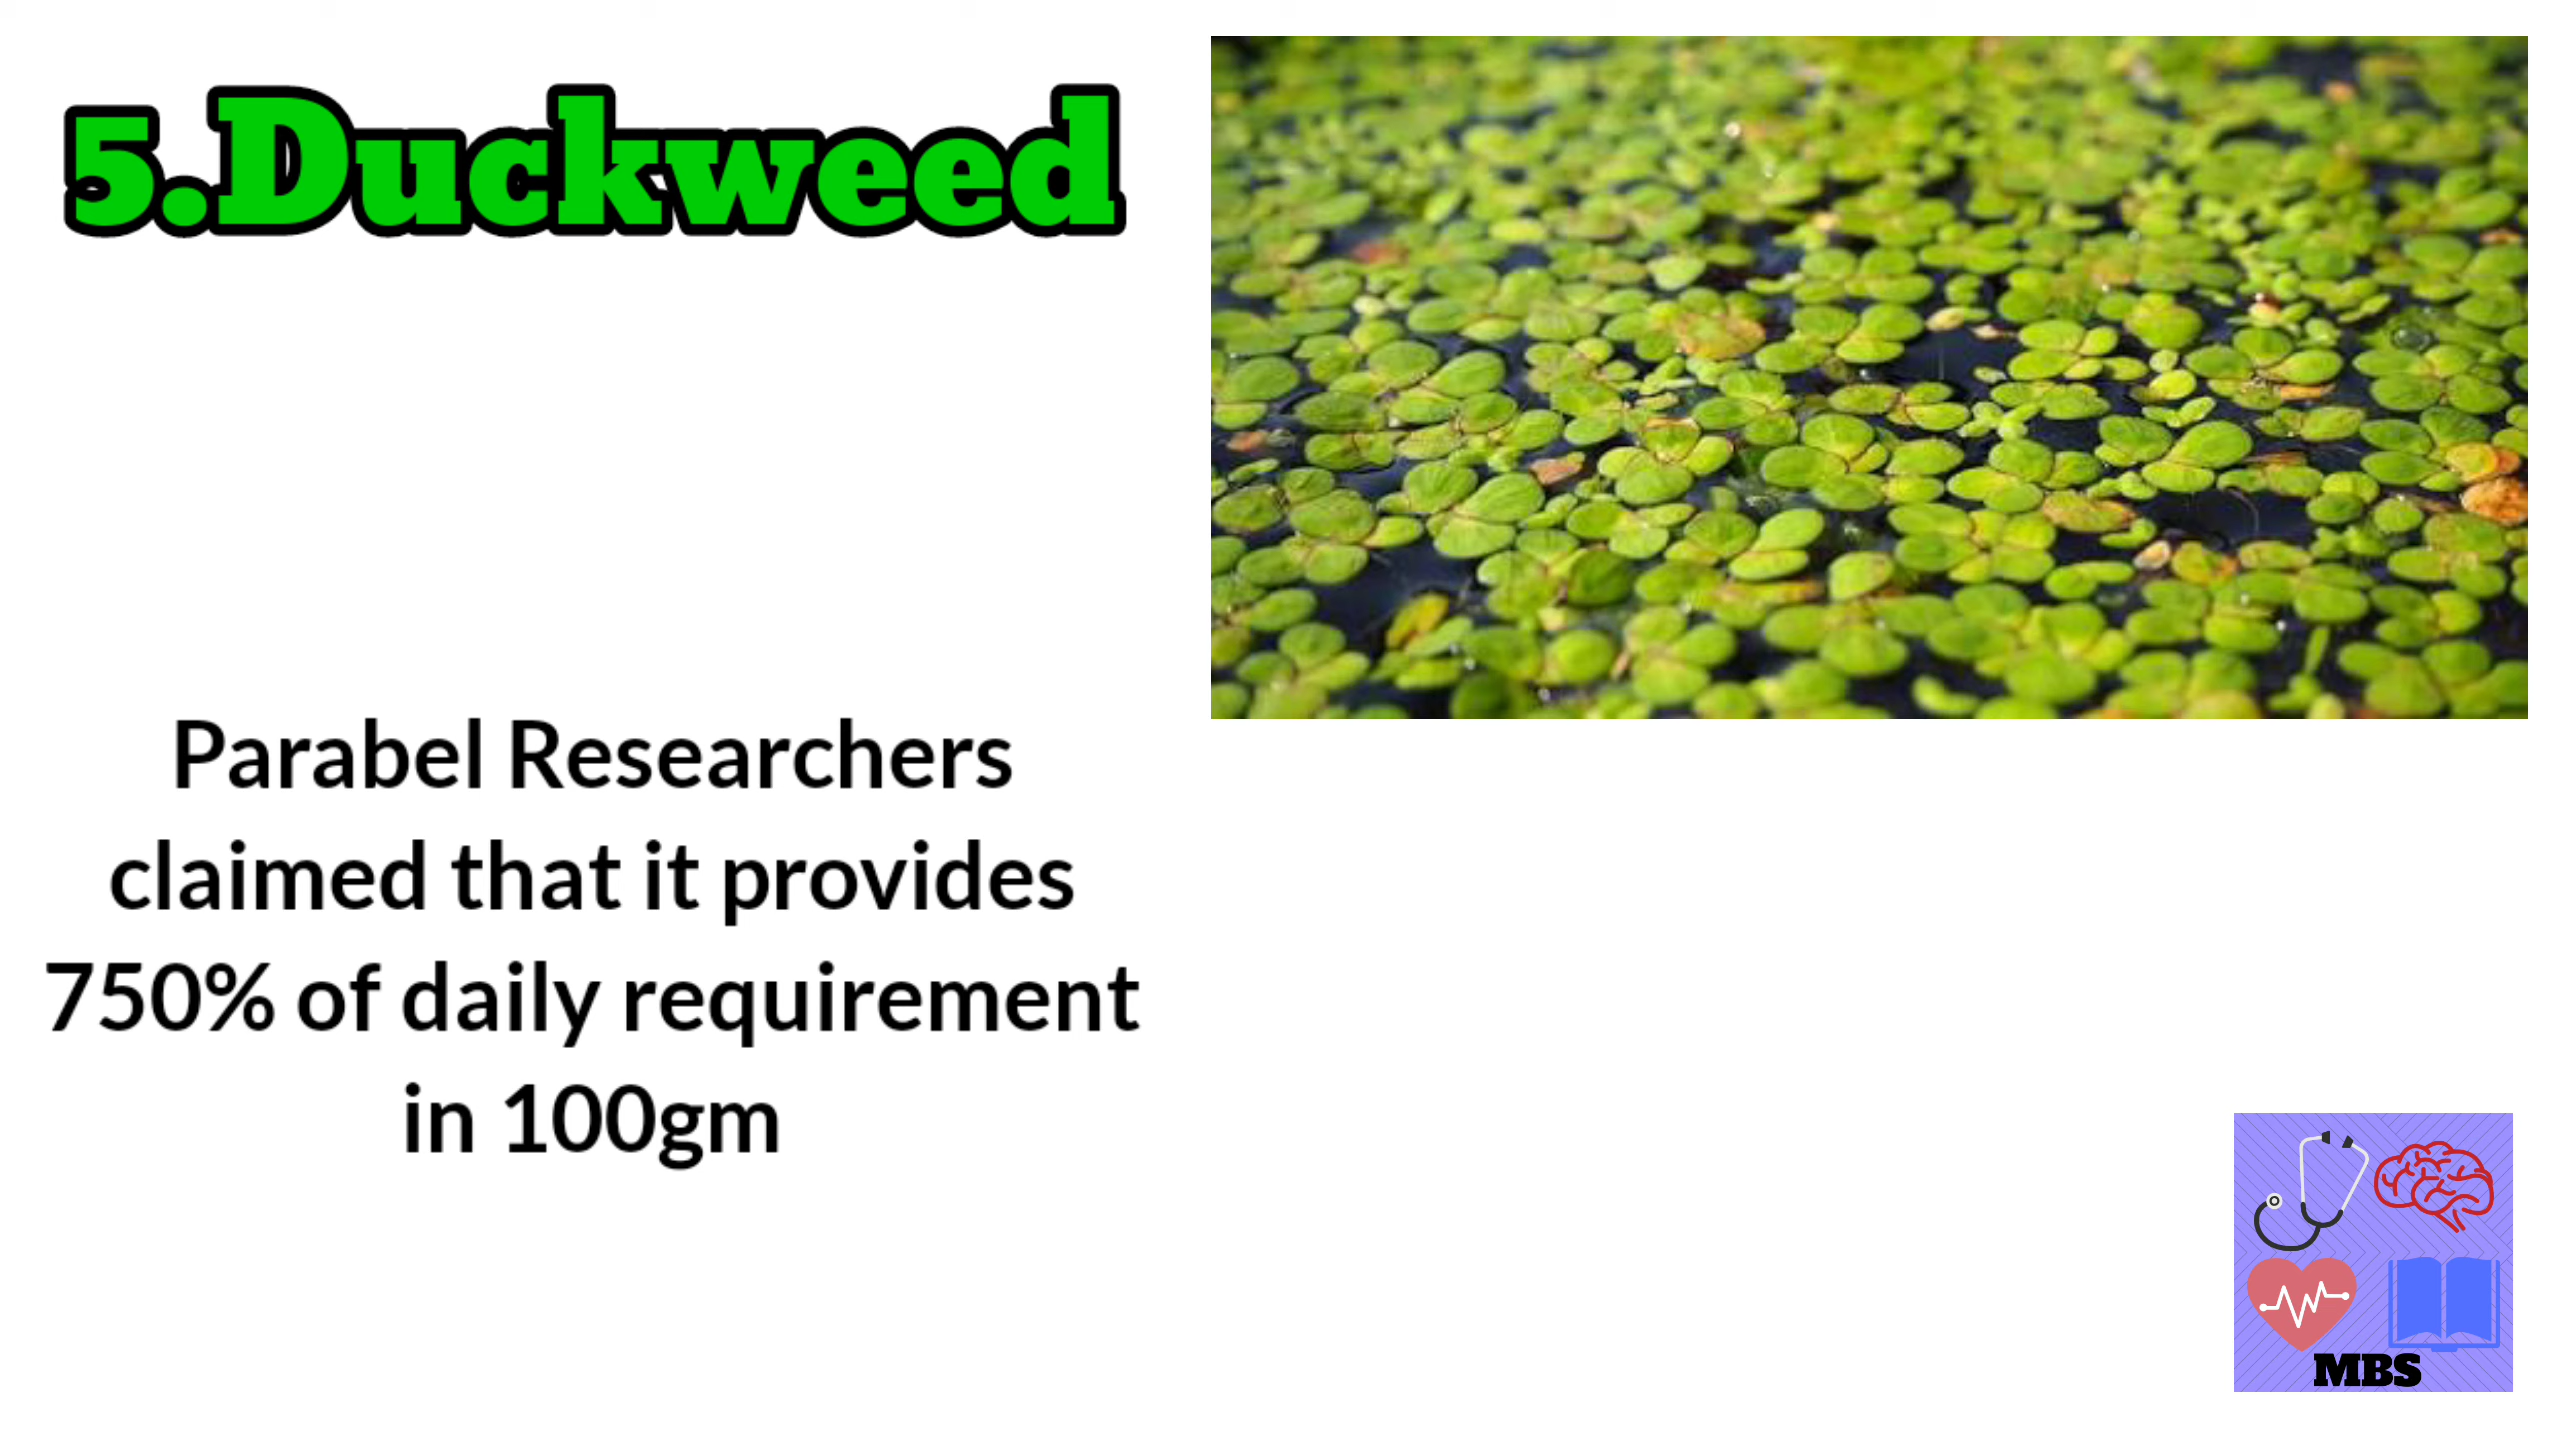 5.Duckweed
Parabel Researchers
claimed that it provides
750% of daily requirement
in 100gm
MBS